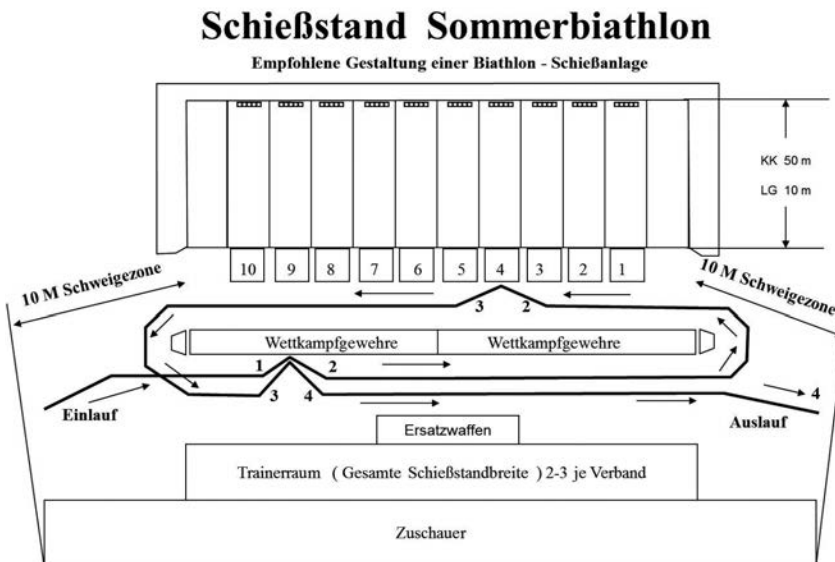 Schießstand Sommerbiathlon
Empfohlene Gestaltung einer Biathlon - Schießanlage
KK 50 m
LG 10 m
10 9 8 7 6 5 4 3 2 1
10 M Schweigezone
10 M Schweigezone
3 2
Wettkampfgewehre Wettkampfgewehre
1 2
3 4
4
Einlauf
Auslauf
Ersatzwaffen
Trainerraum ( Gesamte Schießstandbreite ) 2-3 je Verband
Zuschauer